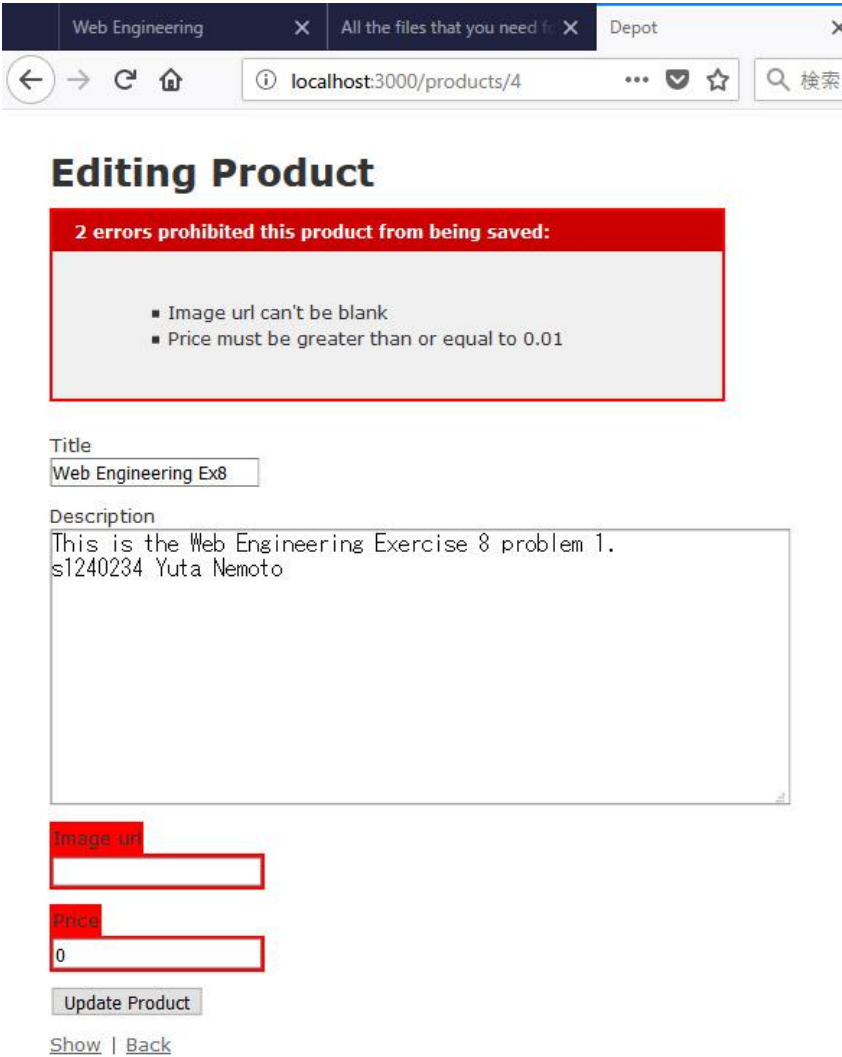 Web Engineering
All the files that you need fo
Depot
localhost:3000/products/4
検索
Editing Product
2 errors prohibited this product from being saved:
Image url can't be blank
Price must be greater than or equal to 0.01
Title
Web Engineering Ex8
Description
This is the Web Engineering Exercise 8 problem 1.
s1240234 Yuta Nemoto
Image url
Price
0
Update Product
Show | Back